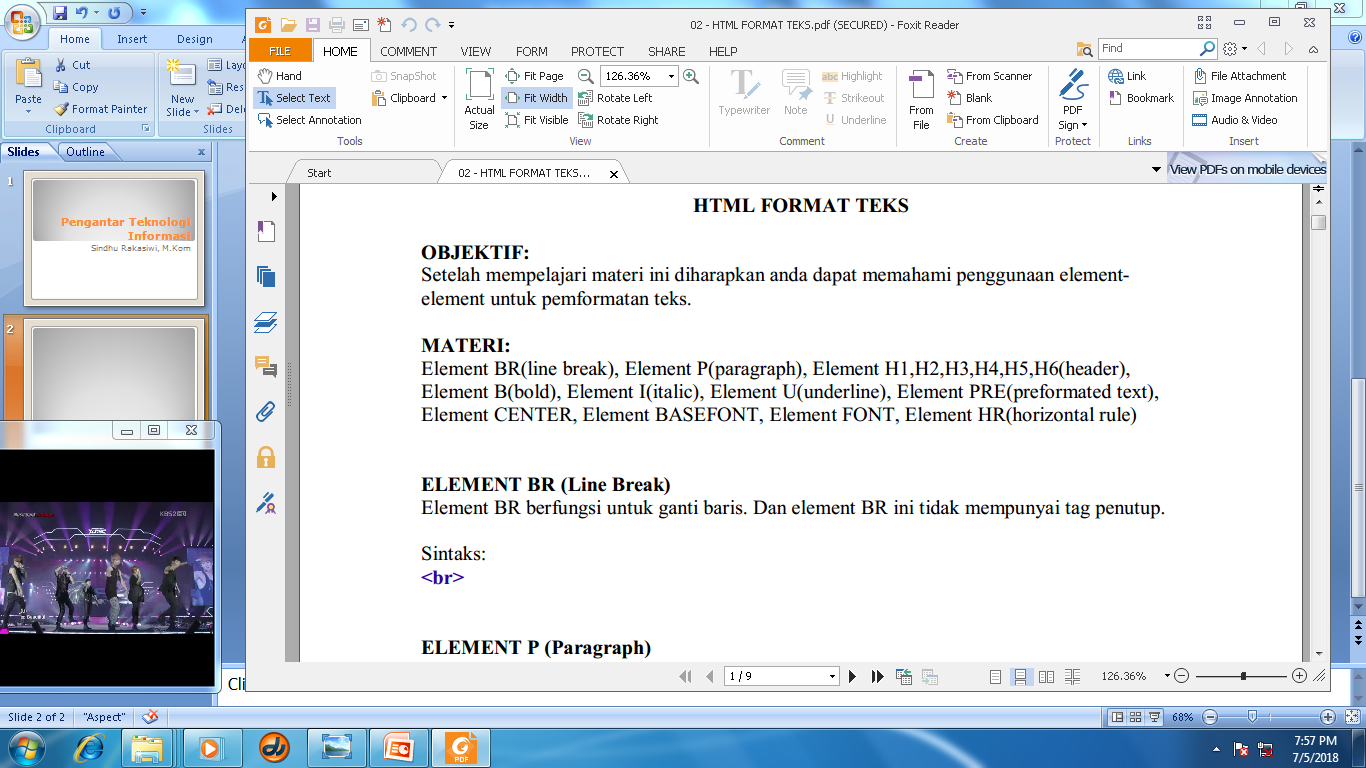 02 - HTML FORMAT TEKS.pdf (SECURED) - Foxit Reader
Home Insert Design
FILE HOME COMMENT VIEW FORM PROTECT SHARE HELP
Find
Paste
Cut
Copy
Format Painter
Clipboard
New
Slide
Slides
Hand
Select Text
Select Annotation
SnapShot
Clipboard
Tools
Actual
Size
Fit Page
Fit Width
Fit Visible
126.36%
Rotate Left
Rotate Right
View
Typewriter
Note
Highlight
Strikeout
Underline
Comment
From
File
From Scanner
Blank
From Clipboard
Create
PDF
Sign
Protect
Link
Bookmark
Links
File Attachment
Image Annotation
Audio & Video
Insert
Slides Outline
Start
02 - HTML FORMAT TEKS...
View PDFs on mobile devices
1
Pengantar Teknologi
Informasi
Sindhu Rakasiwi, M.Kom
2
HTML FORMAT TEKS
OBJEKTIF:
Setelah mempelajari materi ini diharapkan anda dapat memahami penggunaan element-
element untuk pemformatan teks.
MATERI:
Element BR(line break), Element P(paragraph), Element H1,H2,H3,H4,H5,H6(header),
Element B(bold), Element I(italic), Element U(underline), Element PRE(preformated text),
Element CENTER, Element BASEFONT, Element FONT, Element HR(horizontal rule)
ELEMENT BR (Line Break)
Element BR berfungsi untuk ganti baris. Dan element BR ini tidak mempunyai tag penutup.
Sintaks:
<br>
ELEMENT P (Paragraph)
KBS2
1 / 9
126.36%
Cli
Slide 2 of 2 "Aspect"
68%
PDF
7:57 PM
7/5/2018